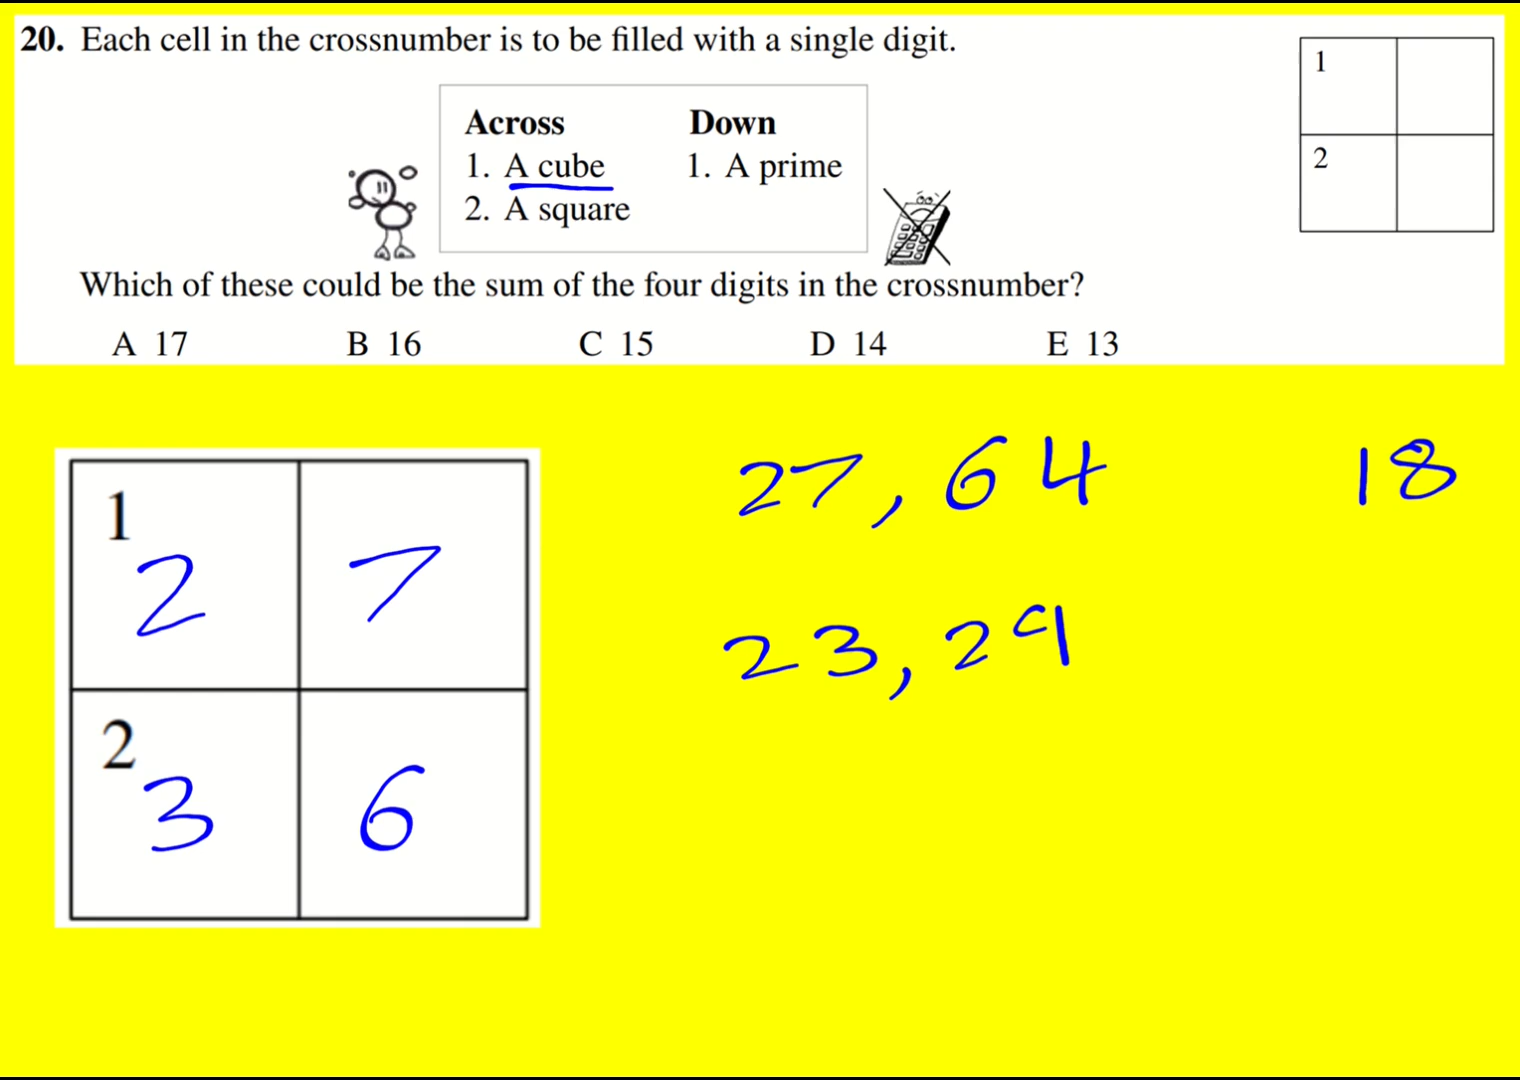 20. Each cell in the crossnumber is to be filled with a single digit.
Across Down
1. A cube 1. A prime
2. A square
1
2
Which of these could be the sum of the four digits in the crossnumber?
A 17 B 16 C 15 D 14 E 13
27, 64 18
23, 29
1
2 7
2
3 6